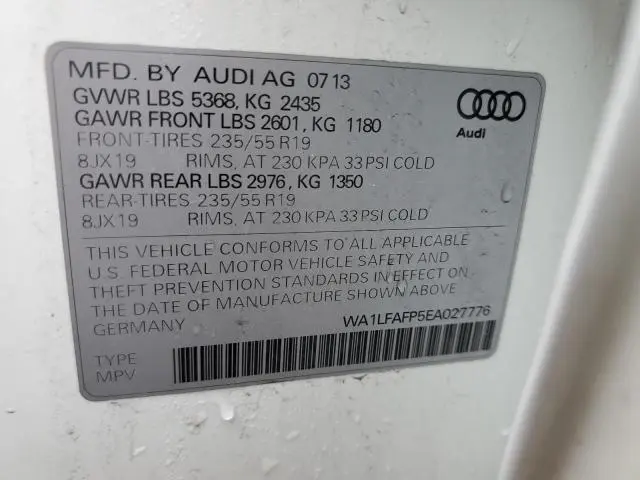 MFD. BY AUDI AG 07 13
GVWR LBS 5368, KG 2435
GAWR FRONT LBS 2601, KG 1180
FRONT-TIRES 235/55 R19
8JX19 RIMS, AT 230 KPA 33 PSI COLD
GAWR REAR LBS 2976, KG 1350
REAR-TIRES 235/55 R19
8JX19 RIMS, AT 230 KPA 33 PSI COLD
Audi
THIS VEHICLE CONFORMS TO ALL APPLICABLE
U.S. FEDERAL MOTOR VEHICLE SAFETY AND
THEFT PREVENTION STANDARDS IN EFFECT ON
THE DATE OF MANUFACTURE SHOWN ABOVE
GERMANY WA1LFAFP5EA027776
TYPE
MPV